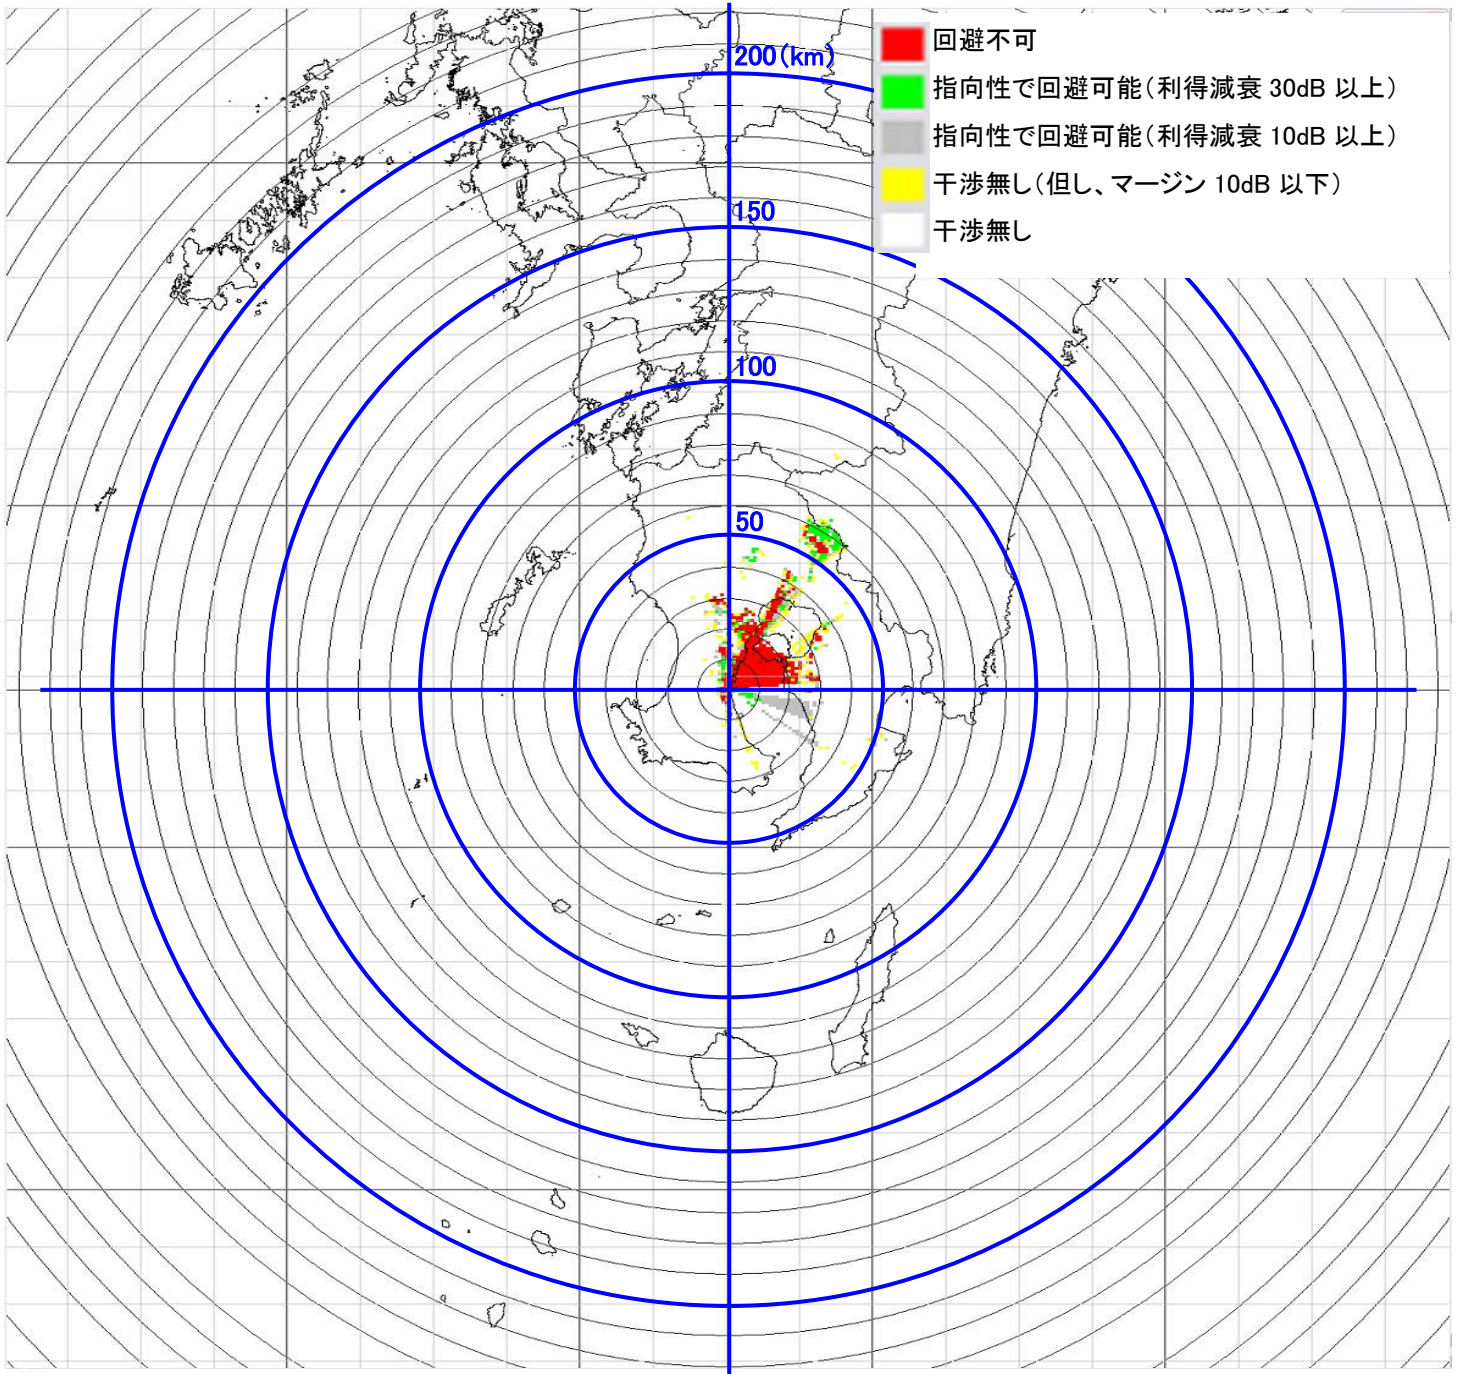 回避不可
指向性で回避可能(利得減衰 30dB 以上)
指向性で回避可能(利得減衰 10dB 以上)
干渉無し(但し、マージン 10dB 以下)
干渉無し
200(km)
150
100
50